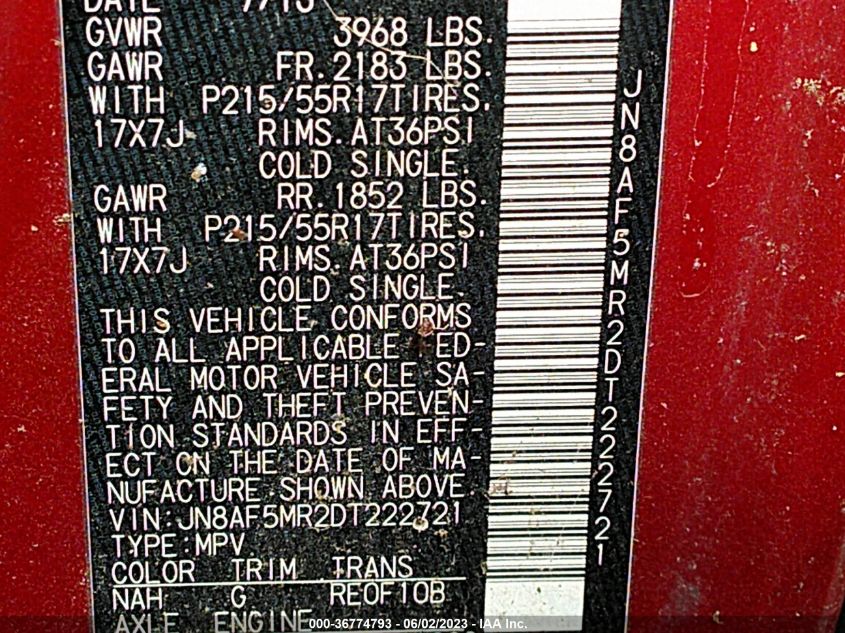 DATE 7/13
GVWR 3968 LBS.
GAWR FR. 2183 LBS.
WITH P215/55R17TIRES.
17X7J RIMS. AT36PSI
COLD SINGLE.
GAWR RR. 1852 LBS.
WITH P215/55R17TIRES.
17X7J RIMS. AT36PSI
COLD SINGLE.
THIS VEHICLE CONFORMS
TO ALL APPLICABLE FED-
ERAL MOTOR VEHICLE SA-
FETY AND THEFT PREVEN-
TION STANDARDS IN EFF-
ECT ON THE DATE OF MA-
NUFACTURE SHOWN ABOVE.
VIN:JN8AF5MR2DT222721
TYPE:MPV
COLOR TRIM TRANS
NAH G RE0F10B
AXLE ENGINE
JN8AF5MR2DT222721
000-36774793 - 06/02/2023 - IAA Inc.